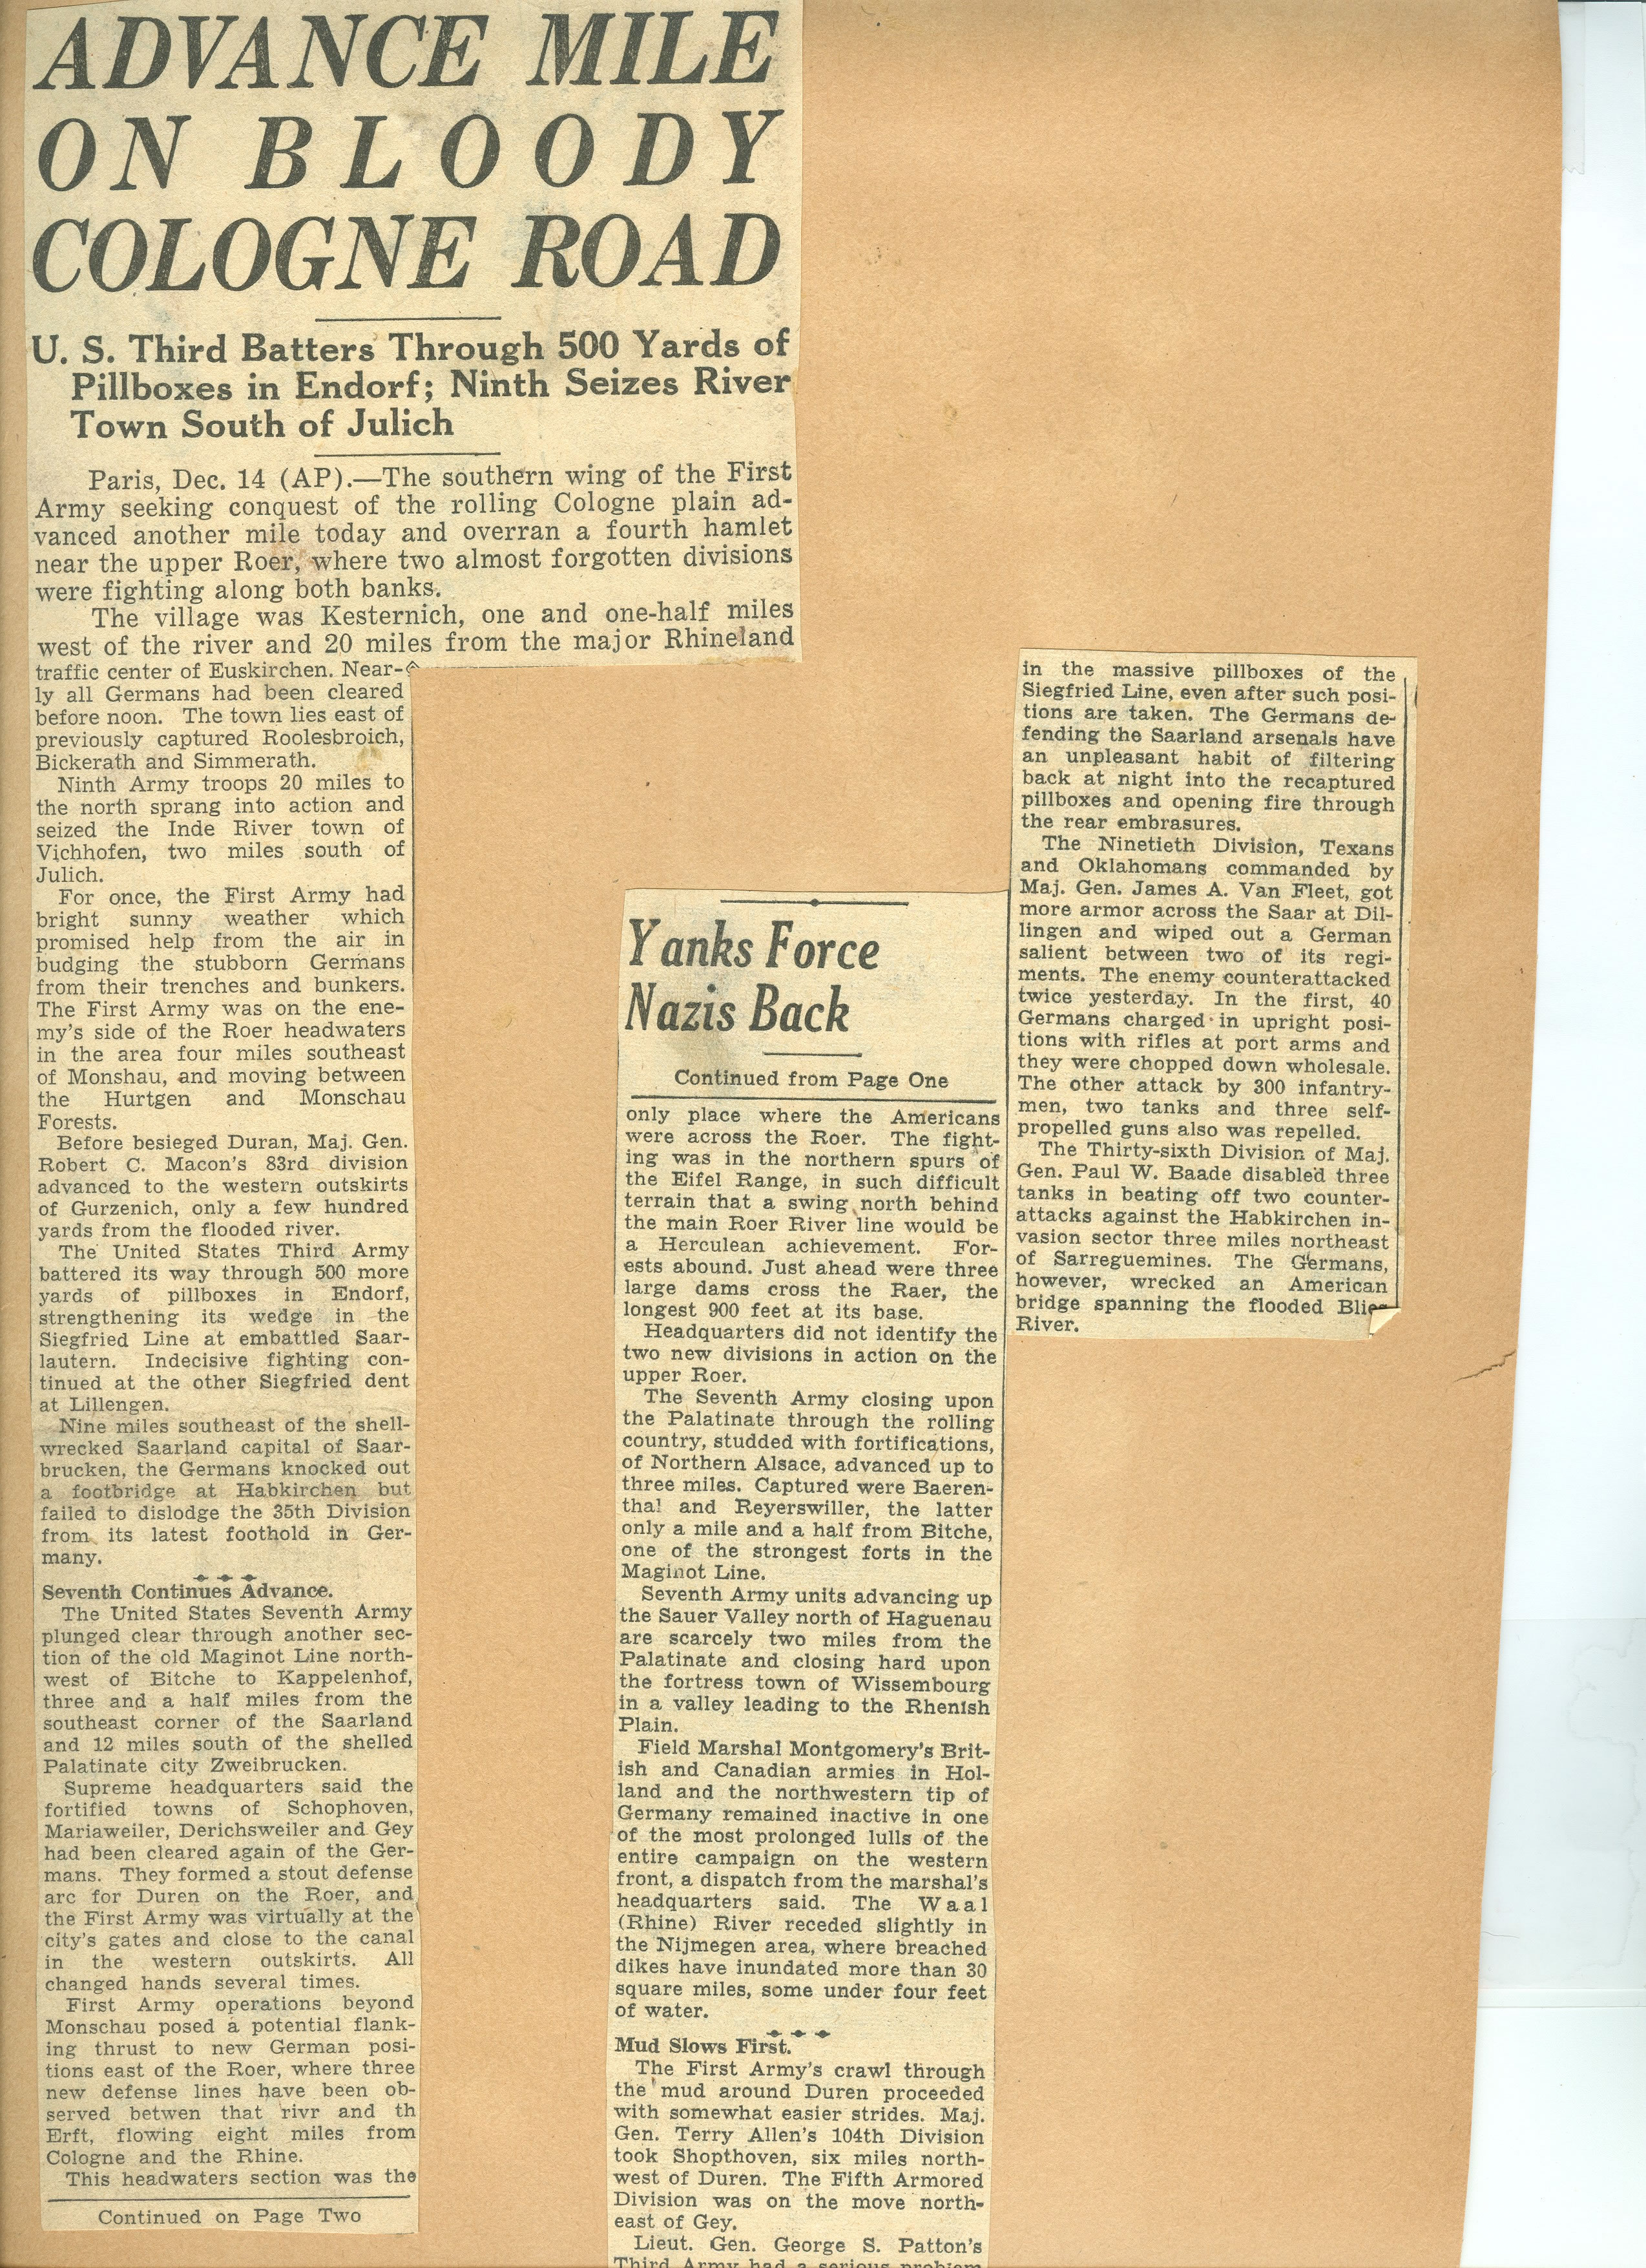 ADVANCE MILE
ON BLOODY
COLOGNE ROAD
U. S. Third Batters Through 500 Yards of
Pillboxes in Endorf; Ninth Seizes River
Town South of Julich
Paris, Dec. 14 (AP).—The southern wing of the First
Army seeking conquest of the rolling Cologne plain ad-
vanced another mile today and overran a fourth hamlet
near the upper Roer, where two almost forgotten divisions
were fighting along both banks.
The village was Kesternich, one and one-half miles
west of the river and 20 miles from the major Rhineland
traffic center of Euskirchen. Near-
ly all Germans had been cleared
before noon. The town lies east of
previously captured Roolesbroich,
Bickerath and Simmerath.
Ninth Army troops 20 miles to
the north sprang into action and
seized the Inde River town of
Vichhofen, two miles south of
Julich.
For once, the First Army had
bright sunny weather which
promised help from the air in
budging the stubborn Germans
from their trenches and bunkers.
The First Army was on the ene-
my's side of the Roer headwaters
in the area four miles southeast
of Monshau, and moving between
the Hurtgen and Monschau
Forests.
Before besieged Duran, Maj. Gen.
Robert C. Macon's 83rd division
advanced to the western outskirts
of Gurzenich, only a few hundred
yards from the flooded river.
The United States Third Army
battered its way through 500 more
yards of pillboxes in Endorf,
strengthening its wedge in the
Siegfried Line at embattled Saar-
lautern. Indecisive fighting con-
tinued at the other Siegfried dent
at Lillengen.
Nine miles southeast of the shell-
wrecked Saarland capital of Saar-
brucken, the Germans knocked out
a footbridge at Habkirchen but
failed to dislodge the 35th Division
from its latest foothold in Ger-
many.
Seventh Continues Advance.
The United States Seventh Army
plunged clear through another sec-
tion of the old Maginot Line north-
west of Bitche to Kappelenhof,
three and a half miles from the
southeast corner of the Saarland
and 12 miles south of the shelled
Palatinate city Zweibrucken.
Supreme headquarters said the
fortified towns of Schophoven,
Mariaweiler, Derichsweiler and Gey
had been cleared again of the Ger-
mans. They formed a stout defense
arc for Duren on the Roer, and
the First Army was virtually at the
city's gates and close to the canal
in the western outskirts. All
changed hands several times.
First Army operations beyond
Monschau posed a potential flank-
ing thrust to new German posi-
tions east of the Roer, where three
new defense lines have been ob-
served betwen that rivr and th
Erft, flowing eight miles from
Cologne and the Rhine.
This headwaters section was the
Continued on Page Two
Yanks Force
Nazis Back
Continued from Page One
only place where the Americans
were across the Roer. The fight-
ing was in the northern spurs of
the Eifel Range, in such difficult
terrain that a swing north behind
the main Roer River line would be
a Herculean achievement. For-
ests abound. Just ahead were three
large dams cross the Raer, the
longest 900 feet at its base.
Headquarters did not identify the
two new divisions in action on the
upper Roer.
The Seventh Army closing upon
the Palatinate through the rolling
country, studded with fortifications,
of Northern Alsace, advanced up to
three miles. Captured were Baeren-
thal and Reyerswiller, the latter
only a mile and a half from Bitche,
one of the strongest forts in the
Maginot Line.
Seventh Army units advancing up
the Sauer Valley north of Haguenau
are scarcely two miles from the
Palatinate and closing hard upon
the fortress town of Wissembourg
in a valley leading to the Rhenish
Plain.
Field Marshal Montgomery's Brit-
ish and Canadian armies in Hol-
land and the northwestern tip of
Germany remained inactive in one
of the most prolonged lulls of the
entire campaign on the western
front, a dispatch from the marshal's
headquarters said. The Waal
(Rhine) River receded slightly in
the Nijmegen area, where breached
dikes have inundated more than 30
square miles, some under four feet
of water.
Mud Slows First.
The First Army's crawl through
the mud around Duren proceeded
with somewhat easier strides. Maj.
Gen. Terry Allen's 104th Division
took Shopthoven, six miles north-
west of Duren. The Fifth Armored
Division was on the move north-
east of Gey.
Lieut. Gen. George S. Patton's
Third Army had a serious problem
in the massive pillboxes of the
Siegfried Line, even after such posi-
tions are taken. The Germans de-
fending the Saarland arsenals have
an unpleasant habit of filtering
back at night into the recaptured
pillboxes and opening fire through
the rear embrasures.
The Ninetieth Division, Texans
and Oklahomans commanded by
Maj. Gen. James A. Van Fleet, got
more armor across the Saar at Dil-
lingen and wiped out a German
salient between two of its regi-
ments. The enemy counterattacked
twice yesterday. In the first, 40
Germans charged in upright posi-
tions with rifles at port arms and
they were chopped down wholesale.
The other attack by 300 infantry-
men, two tanks and three self-
propelled guns also was repelled.
The Thirty-sixth Division of Maj.
Gen. Paul W. Baade disabled three
tanks in beating off two counter-
attacks against the Habkirchen in-
vasion sector three miles northeast
of Sarreguemines. The Germans,
however, wrecked an American
bridge spanning the flooded Blies
River.